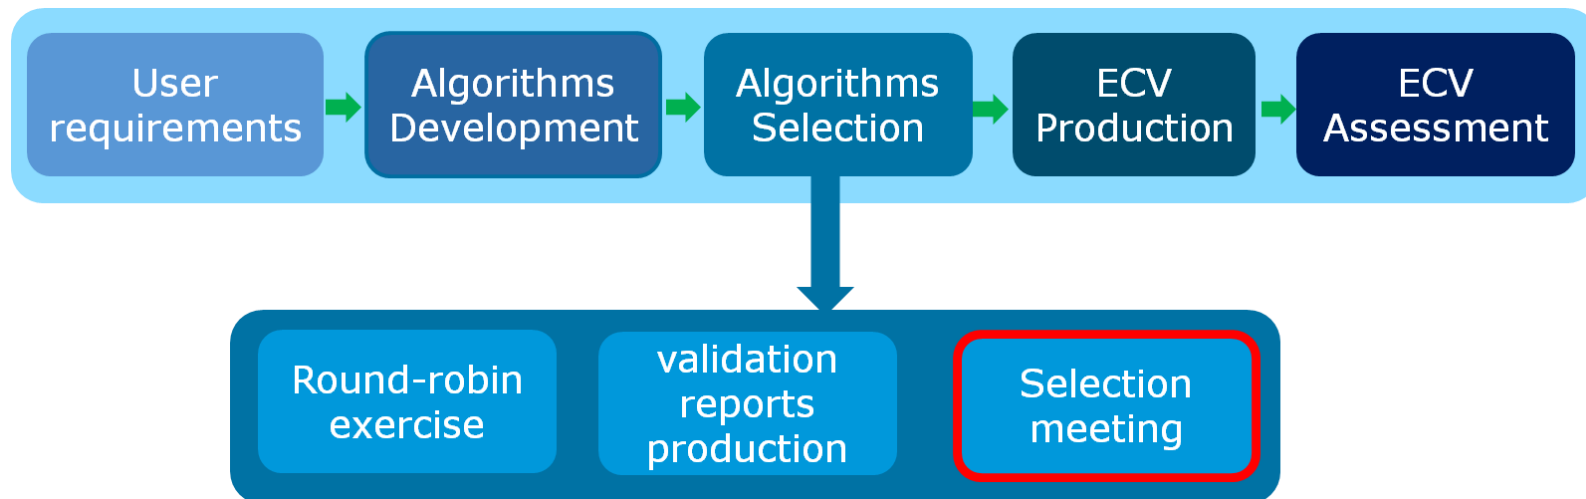 User
requirements
Algorithms
Development
Algorithms
Selection
ECV
Production
ECV
Assessment
Round-robin
exercise
validation
reports
production
Selection
meeting